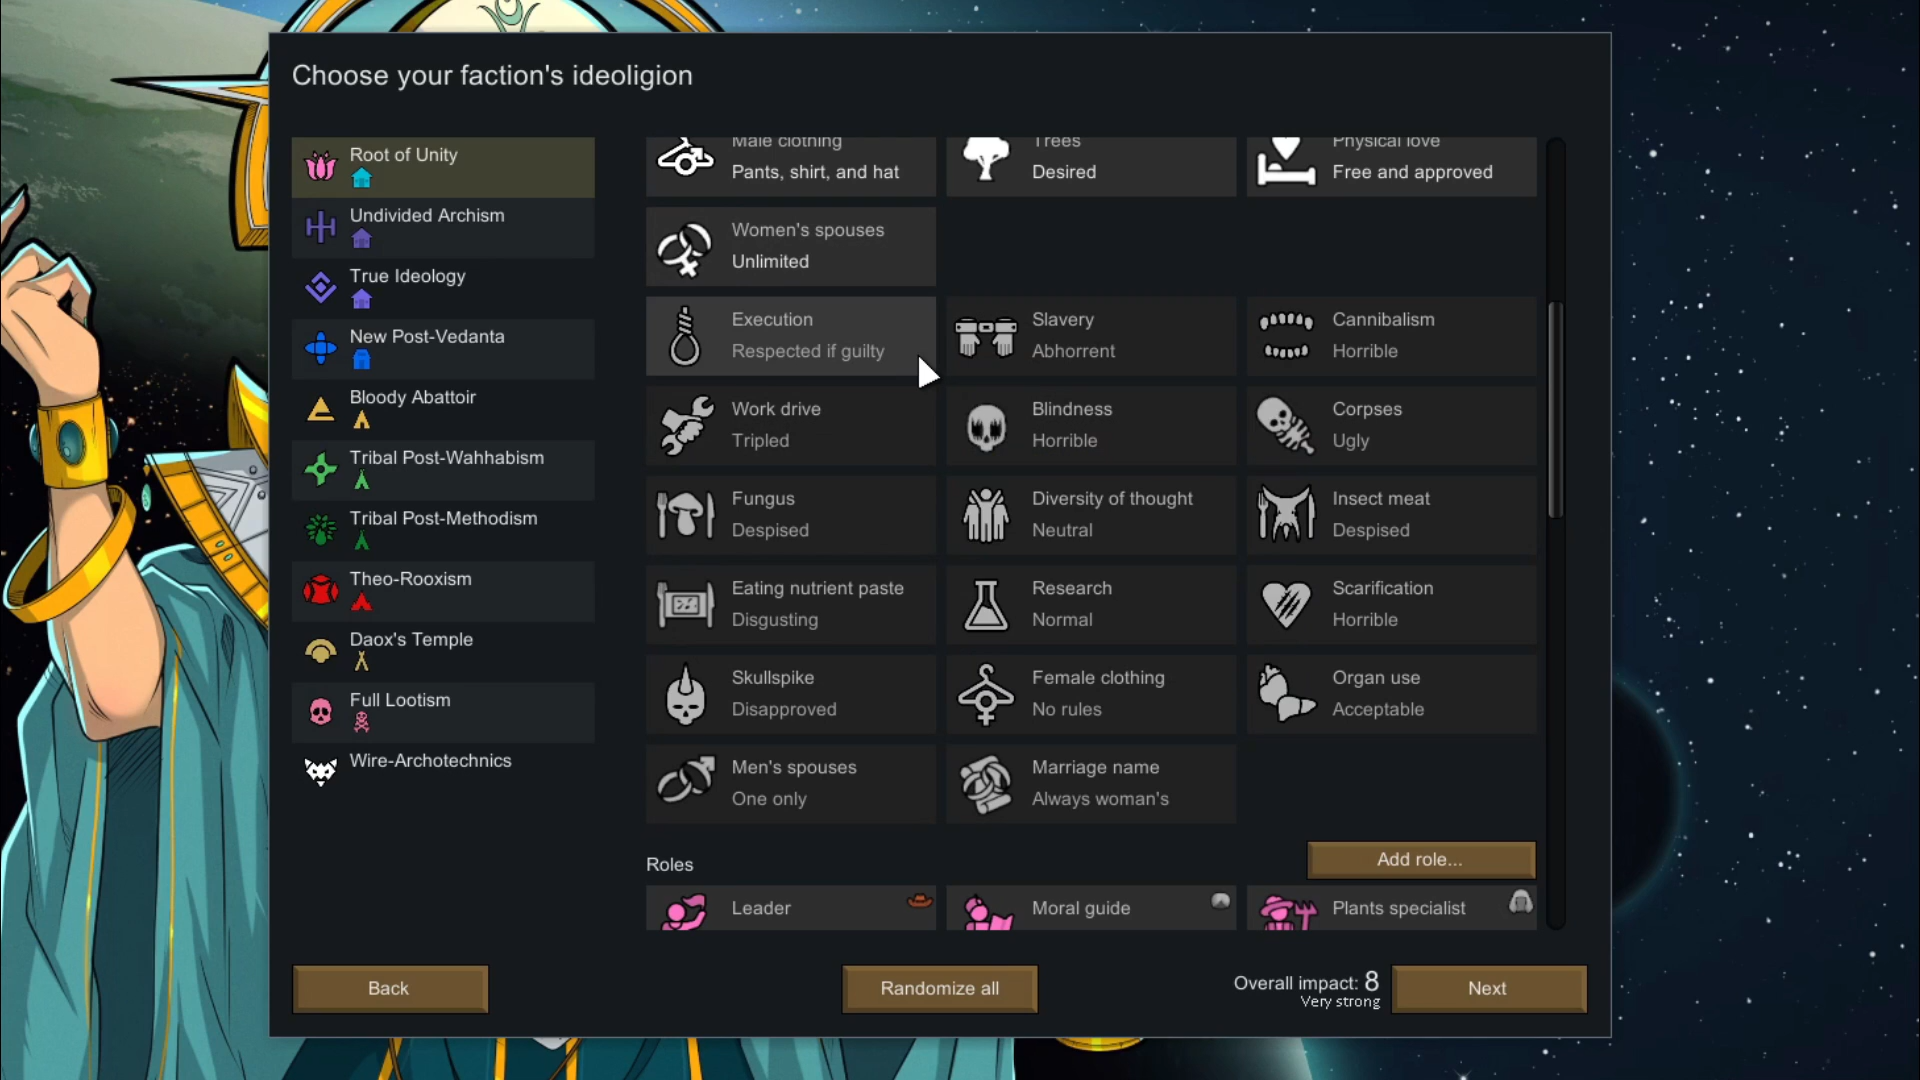 Choose your faction's ideoligion
Root of Unity
Undivided Archism
True Ideology
New Post-Vedanta
Bloody Abattoir
Tribal Post-Wahhabism
Tribal Post-Methodism
Theo-Rooxism
Daox's Temple
Full Lootism
Wire-Archotechnics
Male clothing
Pants, shirt, and hat
Trees
Desired
Physical love
Free and approved
Women's spouses
Unlimited
Execution
Respected if guilty
Slavery
Abhorrent
Cannibalism
Horrible
Work drive
Tripled
Blindness
Horrible
Corpses
Ugly
Fungus
Despised
Diversity of thought
Neutral
Insect meat
Despised
Eating nutrient paste
Disgusting
Research
Normal
Scarification
Horrible
Skullspike
Disapproved
Female clothing
No rules
Organ use
Acceptable
Men's spouses
One only
Marriage name
Always woman's
Roles
Add role...
Leader
Moral guide
Plants specialist
Back
Randomize all
Overall impact: 8
Very strong
Next